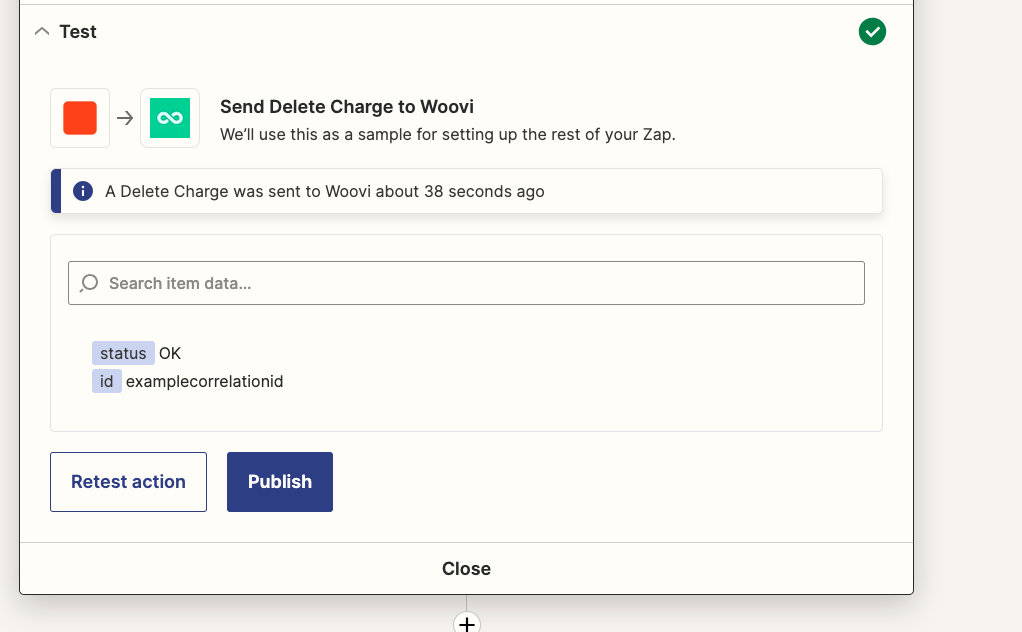 Test
Send Delete Charge to Woovi
We’ll use this as a sample for setting up the rest of your Zap.
A Delete Charge was sent to Woovi about 38 seconds ago
Search item data...
status OK
id examplecorrelationid
Retest action
Publish
Close